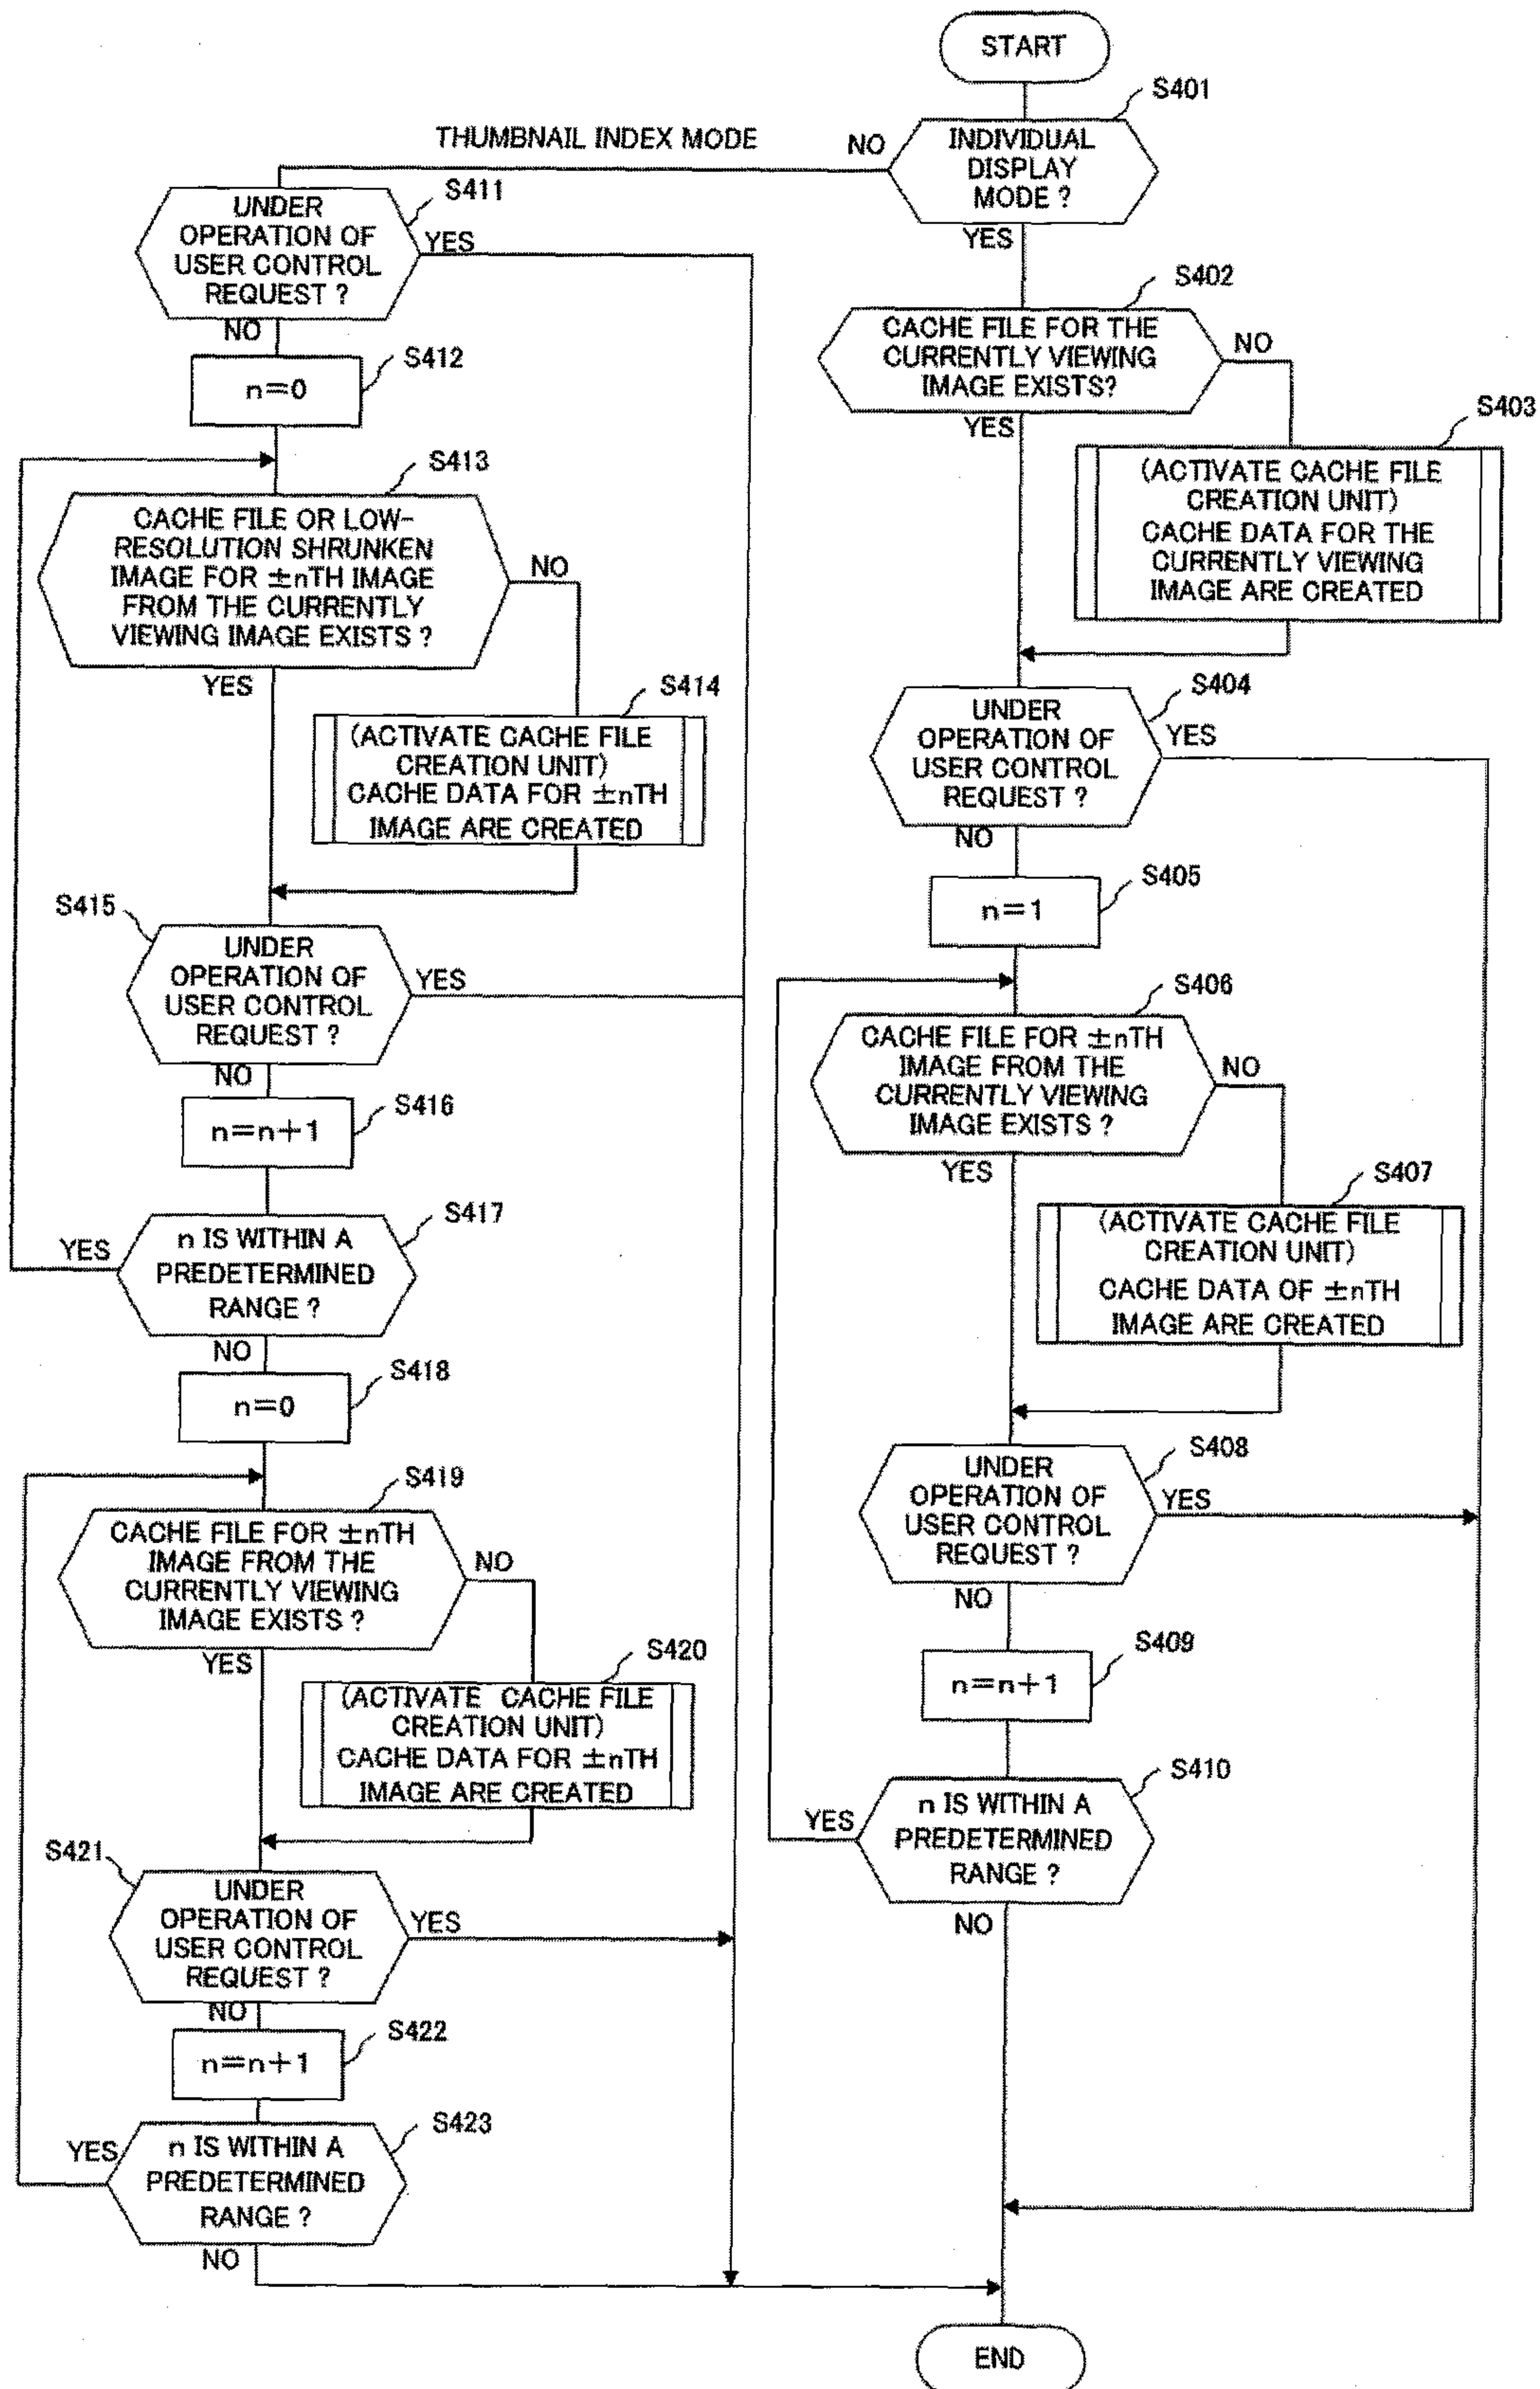 START
S401
INDIVIDUAL
DISPLAY
MODE ?
NO
THUMBNAIL INDEX MODE
YES
S402
CACHE FILE FOR THE
CURRENTLY VIEWING
IMAGE EXISTS?
NO
YES
S403
(ACTIVATE CACHE FILE
CREATION UNIT)
CACHE DATA FOR THE
CURRENTLY VIEWING
IMAGE ARE CREATED
S404
UNDER
OPERATION OF
USER CONTROL
REQUEST ?
YES
NO
S405
n=1
S406
CACHE FILE FOR ±nTH
IMAGE FROM THE
CURRENTLY VIEWING
IMAGE EXISTS ?
NO
YES
S407
(ACTIVATE CACHE FILE
CREATION UNIT)
CACHE DATA OF ±nTH
IMAGE ARE CREATED
S408
UNDER
OPERATION OF
USER CONTROL
REQUEST ?
YES
NO
S409
n=n+1
S410
n IS WITHIN A
PREDETERMINED
RANGE ?
YES
NO
S411
UNDER
OPERATION OF
USER CONTROL
REQUEST ?
YES
NO
S412
n=0
S413
CACHE FILE OR LOW-
RESOLUTION SHRUNKEN
IMAGE FOR ±nTH IMAGE
FROM THE CURRENTLY
VIEWING IMAGE EXISTS ?
NO
YES
S414
(ACTIVATE CACHE FILE
CREATION UNIT)
CACHE DATA FOR ±nTH
IMAGE ARE CREATED
S415
UNDER
OPERATION OF
USER CONTROL
REQUEST ?
YES
NO
S416
n=n+1
S417
n IS WITHIN A
PREDETERMINED
RANGE ?
YES
NO
S418
n=0
S419
CACHE FILE FOR ±nTH
IMAGE FROM THE
CURRENTLY VIEWING
IMAGE EXISTS ?
NO
YES
S420
(ACTIVATE CACHE FILE
CREATION UNIT)
CACHE DATA FOR ±nTH
IMAGE ARE CREATED
S421
UNDER
OPERATION OF
USER CONTROL
REQUEST ?
YES
NO
S422
n=n+1
S423
n IS WITHIN A
PREDETERMINED
RANGE ?
YES
NO
END